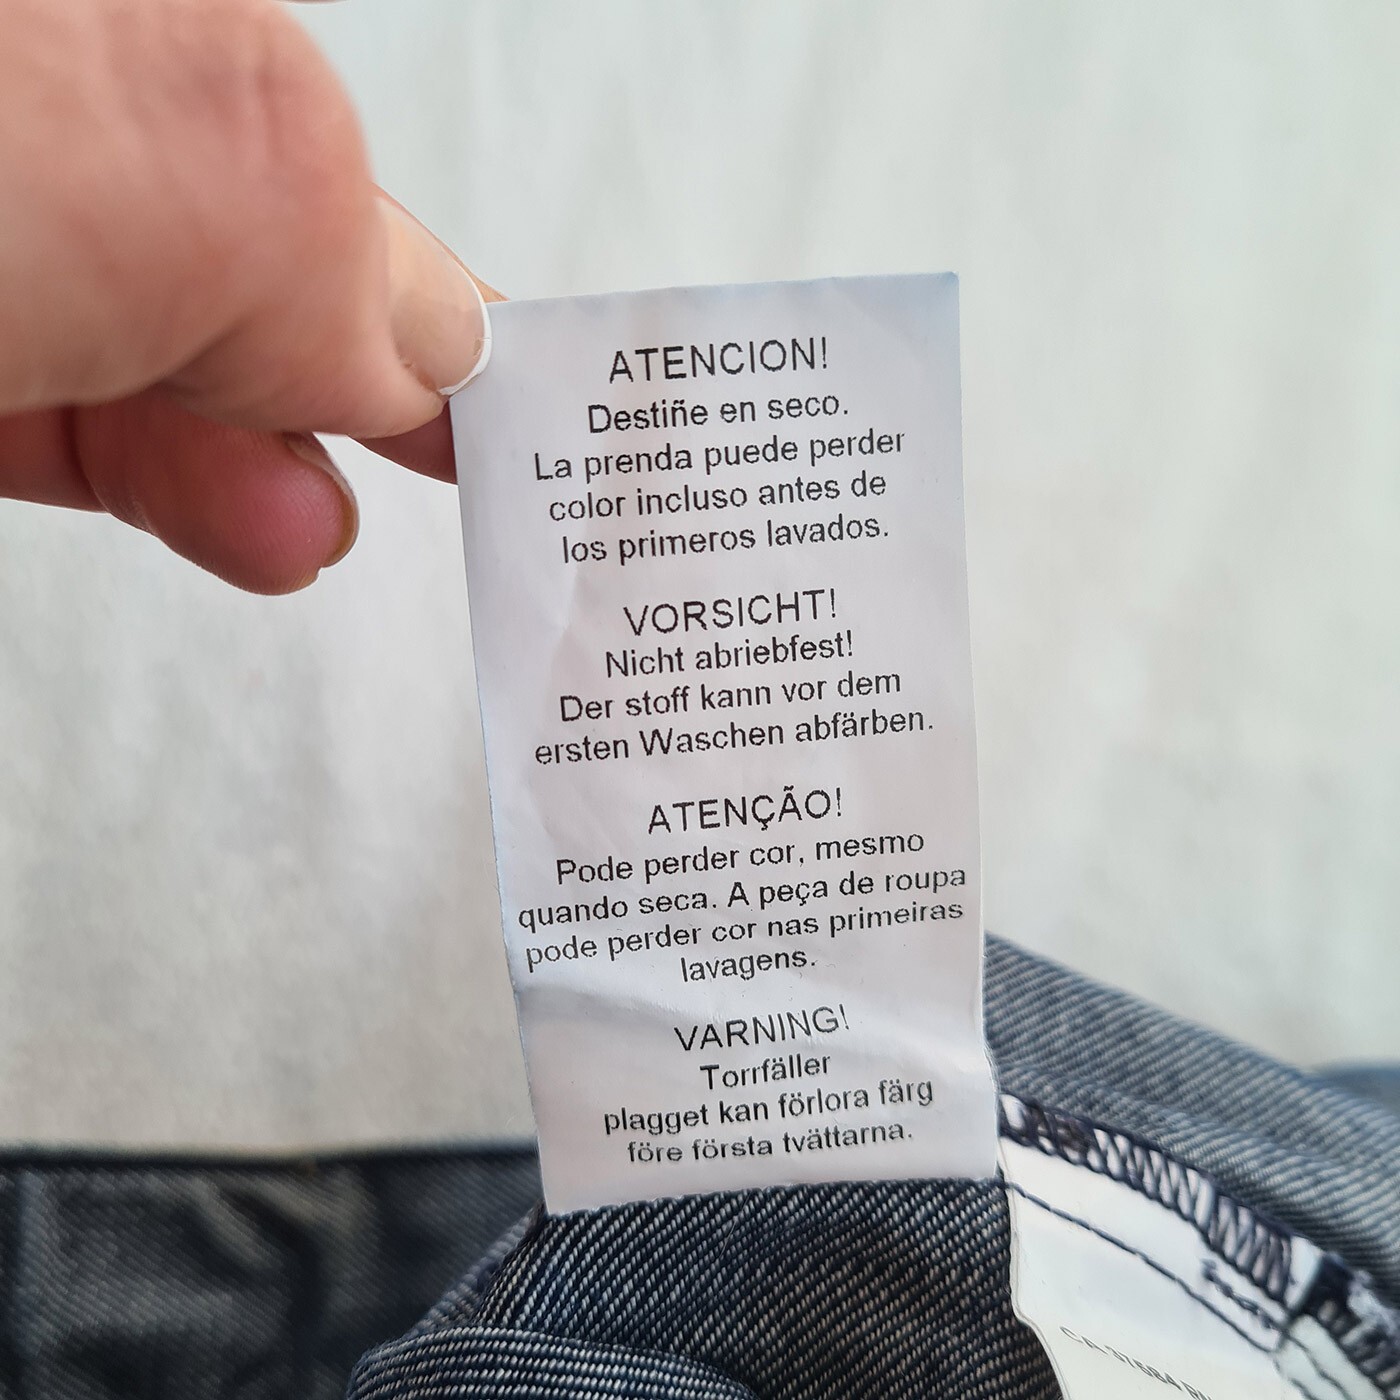 ATENCION!
Destiñe en seco.
La prenda puede perder
color incluso antes de
los primeros lavados.
VORSICHT!
Nicht abriebfest!
Der stoff kann vor dem
ersten Waschen abfärben.
ATENÇÃO!
Pode perder cor, mesmo
quando seca. A peça de roupa
pode perder cor nas primeiras
lavagens.
VARNING!
Torrfäller
plagget kan förlora färg
före första tvättarna.
CA 37684